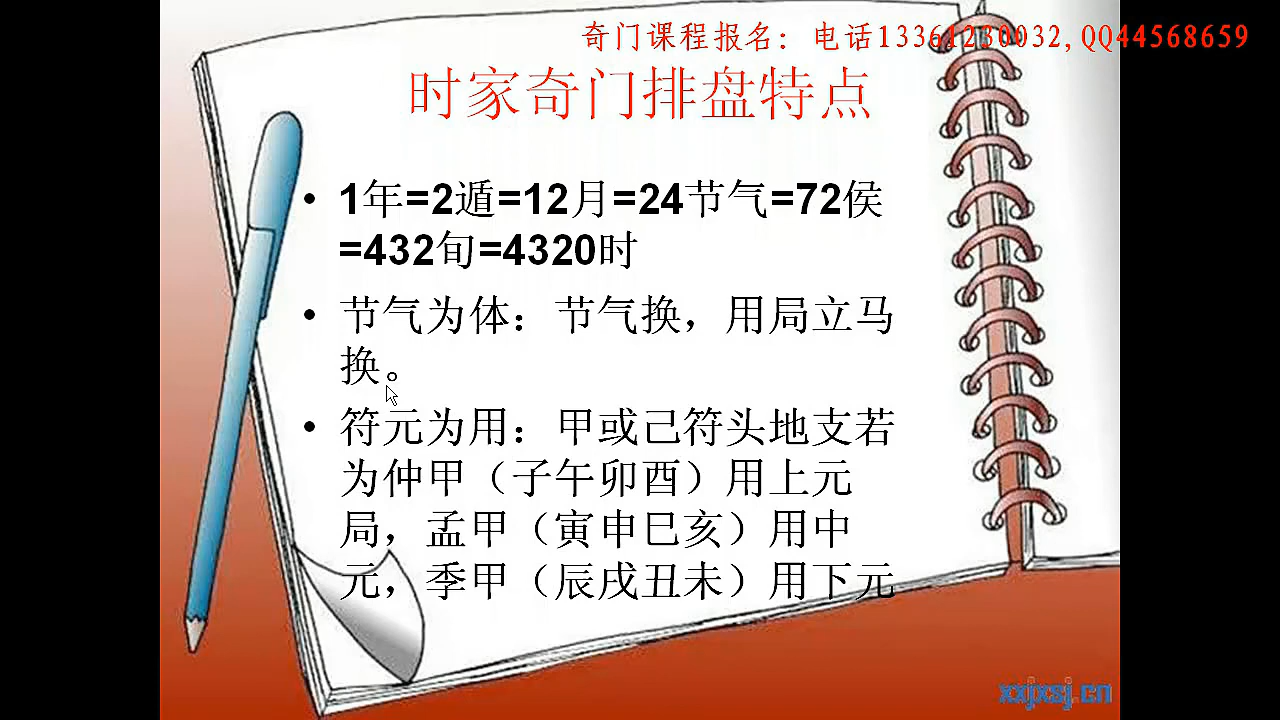 奇门课程报名：电话13361230032,QQ44568659
时家奇门排盘特点
• 1年=2遁=12月=24节气=72侯
=432旬=4320时
• 节气为体：节气换，用局立马
换。
• 符元为用：甲或己符头地支若
为仲甲（子午卯酉）用上元
局，孟甲（寅申巳亥）用中
元，季甲（辰戌丑未）用下元
xxjxsj.cn